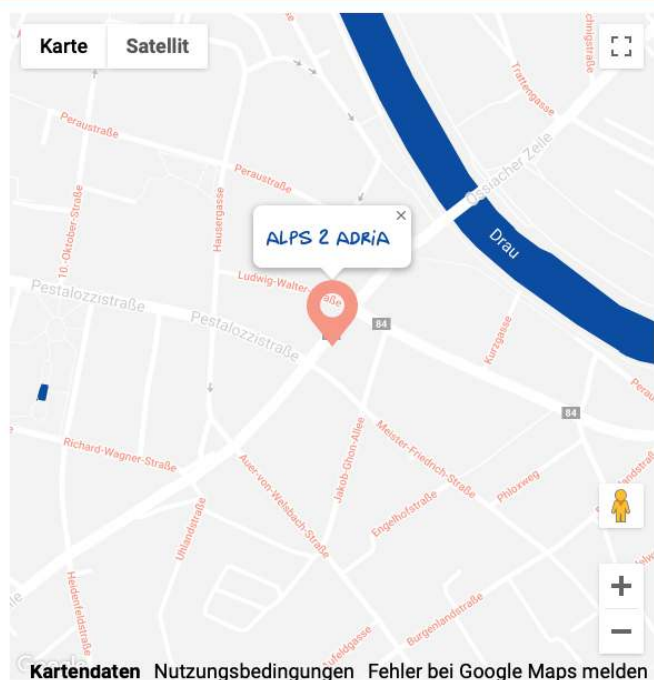 Karte
Satellit
Trattengasse
Peraustraße
Peraustraße
Ossiacher Zeile
Hausergasse
10.-Oktober-Straße
ALPS 2 ADRIA
Drau
Ludwig-Walter-Straße
Pestalozzistraße
Pestalozzistraße
84
Kurzgasse
84
Meister-Friedrich-Straße
Jakob-Ghon-Allee
Richard-Wagner-Straße
Auer-von-Welsbach-Straße
Phloxweg
Engelhofstraße
Uhlandstraße
Heidenfeldstraße
Burgenlandstraße
Google
Kartendaten
Nutzungsbedingungen
Fehler bei Google Maps melden